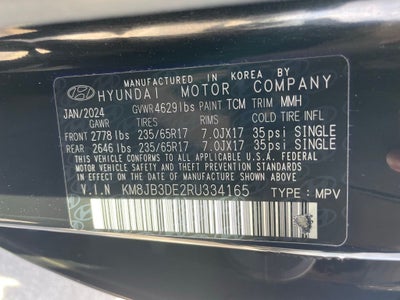 MANUFACTURED IN KOREA BY
HYUNDAI MOTOR COMPANY
JAN/2024 GVWR 4629lbs PAINT TCM TRIM MMH
GAWR TIRES RIMS COLD TIRE INFL
FRONT 2778 lbs 235/65R17 7.0JX17 35psi SINGLE
REAR 2646 lbs 235/65R17 7.0JX17 35psi SINGLE
THIS VEHICLE CONFORMS TO ALL APPLICABLE U.S. FEDERAL
MOTOR VEHICLE SAFETY AND THEFT PREVENTION STANDARDS
IN EFFECT ON THE DATE OF MANUFACTURE SHOWN ABOVE.
V.I.N KM8JB3DE2RU334165 TYPE : MPV